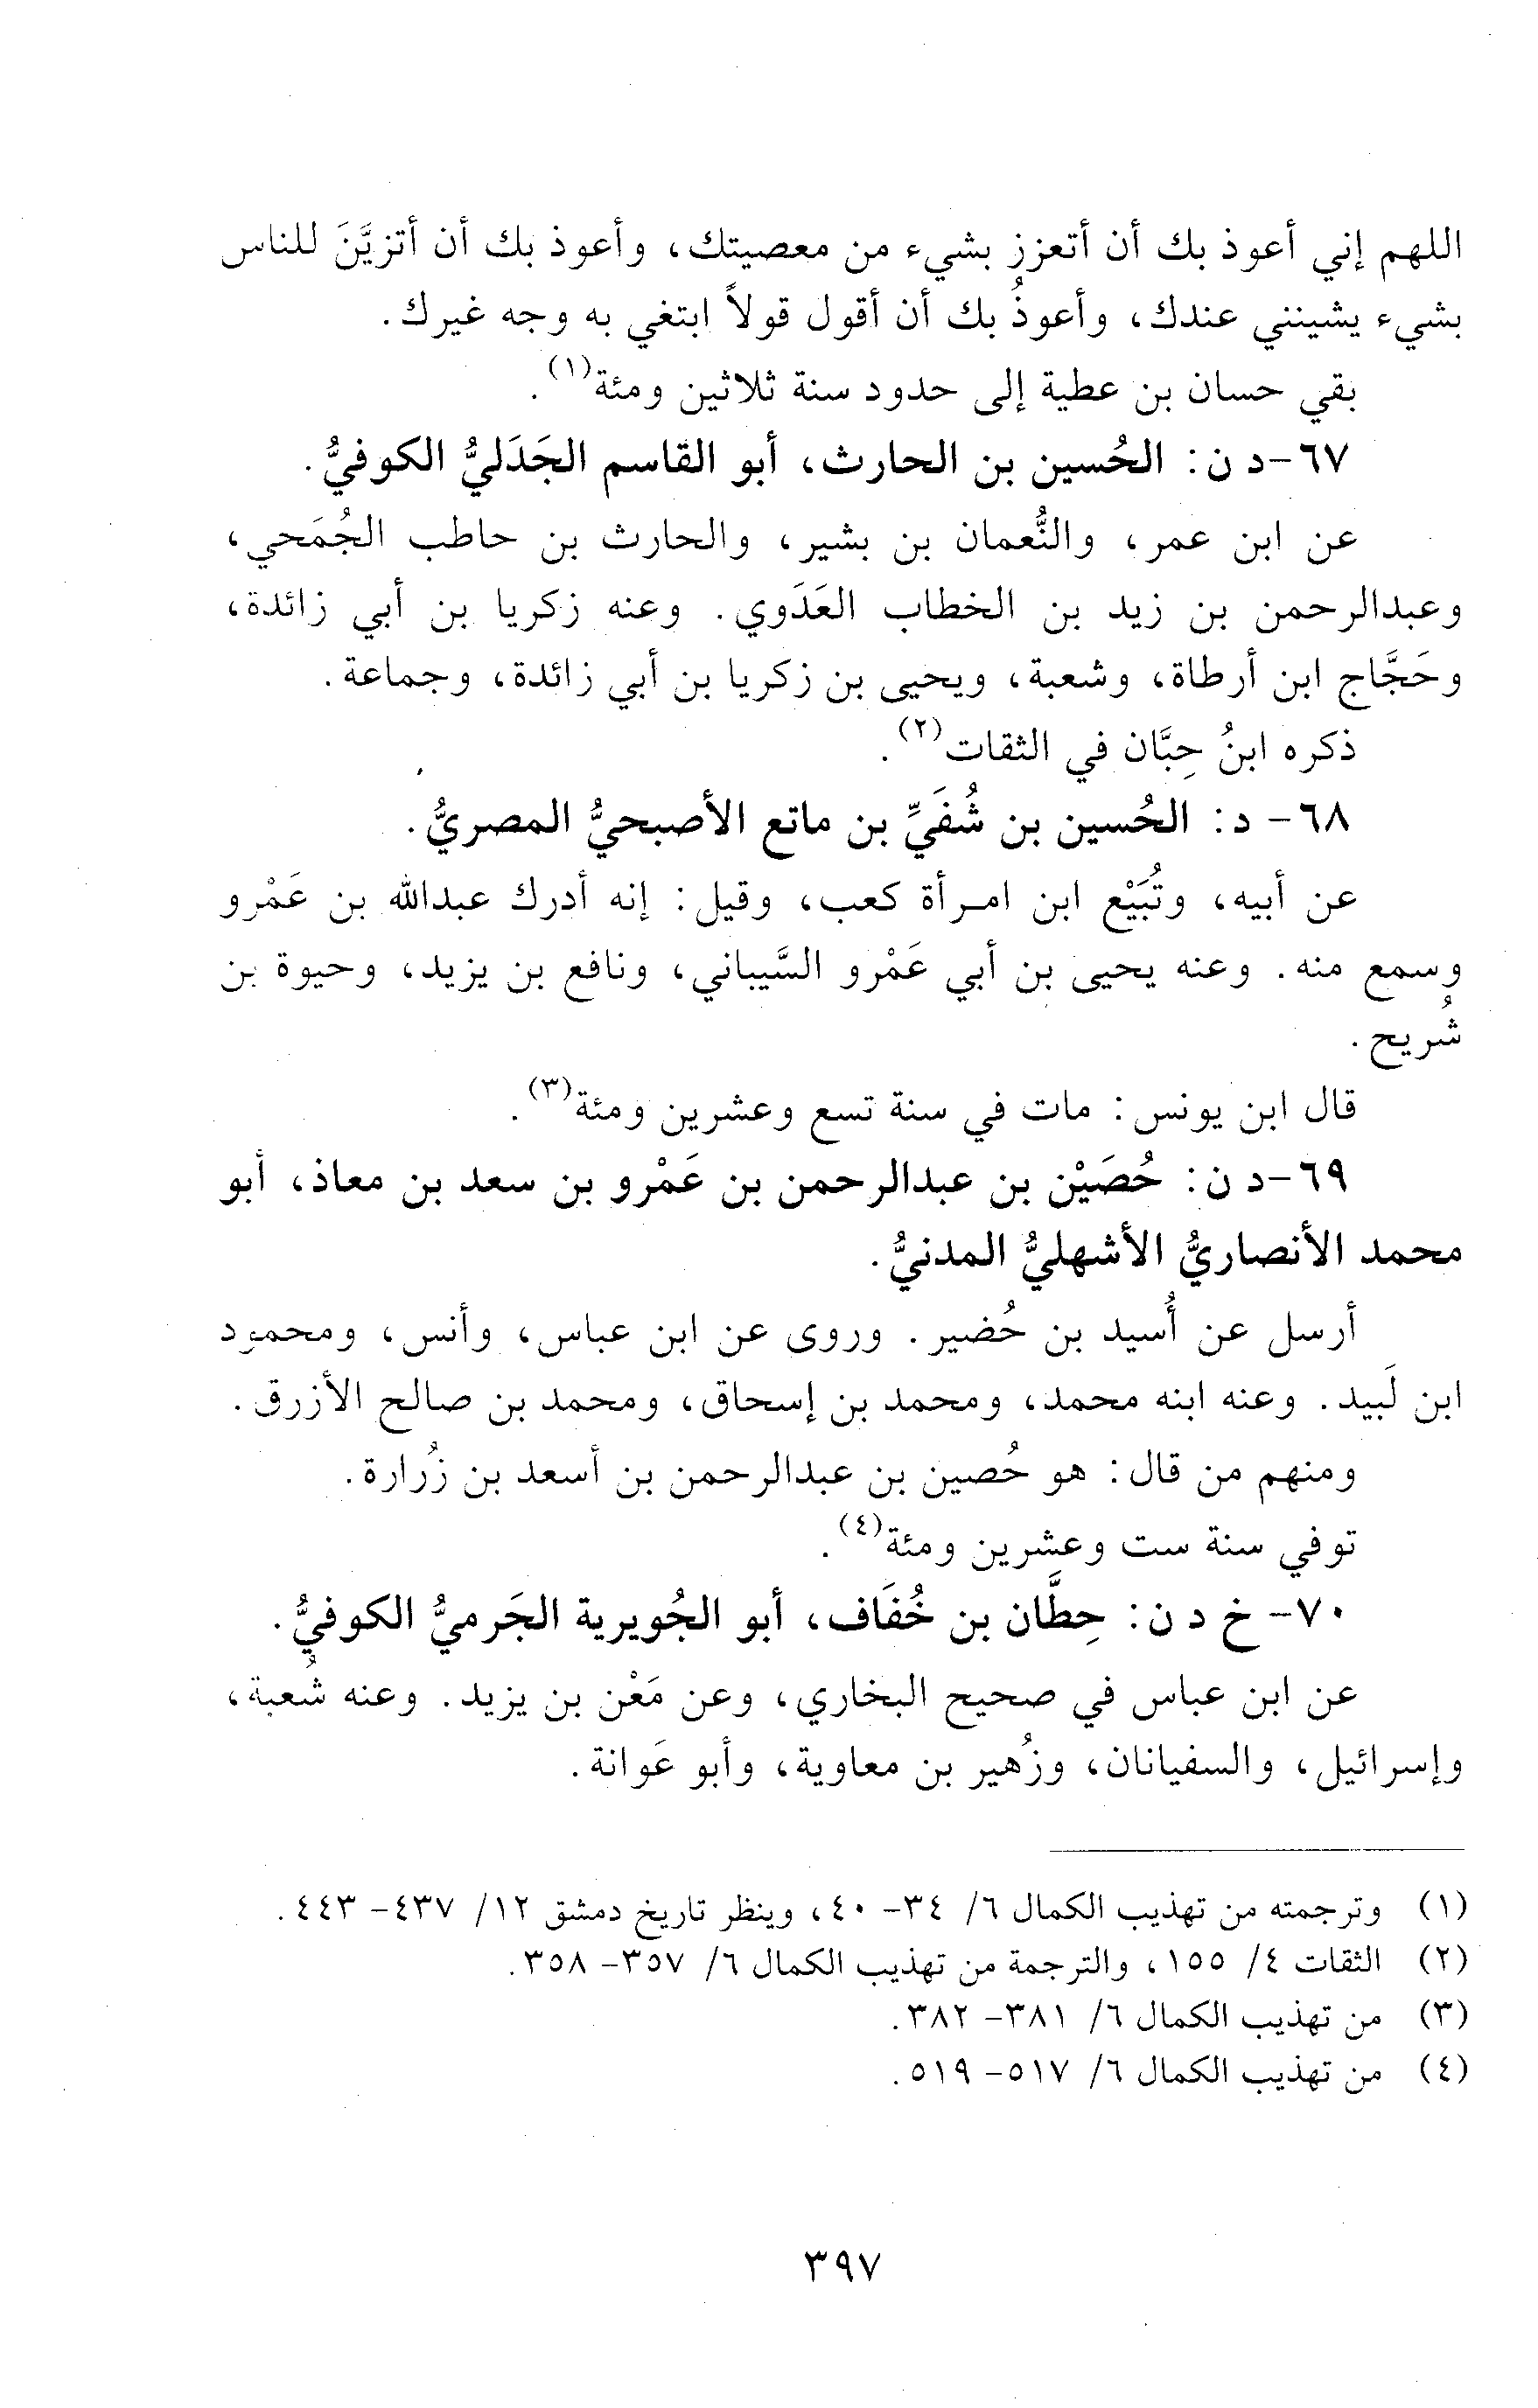 اللهم إني أعوذ بك أن أتعزز بشيء من معصيتك، وأعوذ بك أن أتزيَّنَ للناس
بشيء يشينني عندك، وأعوذُ بك أن أقول قولاً ابتغي به وجه غيرك.
بقي حسان بن عطية إلى حدود سنة ثلاثين ومئة(١).
٦٧-د ن: الحُسين بن الحارث، أبو القاسم الجَدَليُّ الكوفيُّ.
عن ابن عمر، والنُّعمان بن بشير، والحارث بن حاطب الجُمَحي،
وعبدالرحمن بن زيد بن الخطاب العَدَوي. وعنه زكريا بن أبي زائدة،
وحَجَّاج ابن أرطاة، وشعبة، ويحيى بن زكريا بن أبي زائدة، وجماعة.
ذكره ابنُ حِبَّان في الثقات(٢).
٦٨- د: الحُسين بن شُفَيِّ بن ماتع الأصبحيُّ المصريُّ.
عن أبيه، وتُبَيْع ابن امرأة كعب، وقيل: إنه أدرك عبدالله بن عَمْرو
وسمع منه. وعنه يحيى بن أبي عَمْرو السَّيباني، ونافع بن يزيد، وحيوة بن
شُريح.
قال ابن يونس: مات في سنة تسع وعشرين ومئة(٣).
٦٩-د ن: حُصَيْن بن عبدالرحمن بن عَمْرو بن سعد بن معاذ، أبو
محمد الأنصاريُّ الأشهليُّ المدنيُّ.
أرسل عن أُسيد بن حُضير. وروى عن ابن عباس، وأنس، ومحمود
ابن لَبيد. وعنه ابنه محمد، ومحمد بن إسحاق، ومحمد بن صالح الأزرق.
ومنهم من قال: هو حُصين بن عبدالرحمن بن أسعد بن زُرارة.
توفي سنة ست وعشرين ومئة(٤).
٧٠- خ د ن: حِطَّان بن خُفَاف، أبو الجُويرية الجَرميُّ الكوفيُّ.
عن ابن عباس في صحيح البخاري، وعن مَعْن بن يزيد. وعنه شُعبة،
وإسرائيل، والسفيانان، وزُهير بن معاوية، وأبو عَوانة.
(١) وترجمته من تهذيب الكمال ٦/ ٣٤- ٤٠، وينظر تاريخ دمشق ١٢/ ٤٣٧- ٤٤٣.
(٢) الثقات ٤/ ١٥٥، والترجمة من تهذيب الكمال ٦/ ٣٥٧- ٣٥٨.
(٣) من تهذيب الكمال ٦/ ٣٨١- ٣٨٢.
(٤) من تهذيب الكمال ٦/ ٥١٧- ٥١٩.
٣٩٧